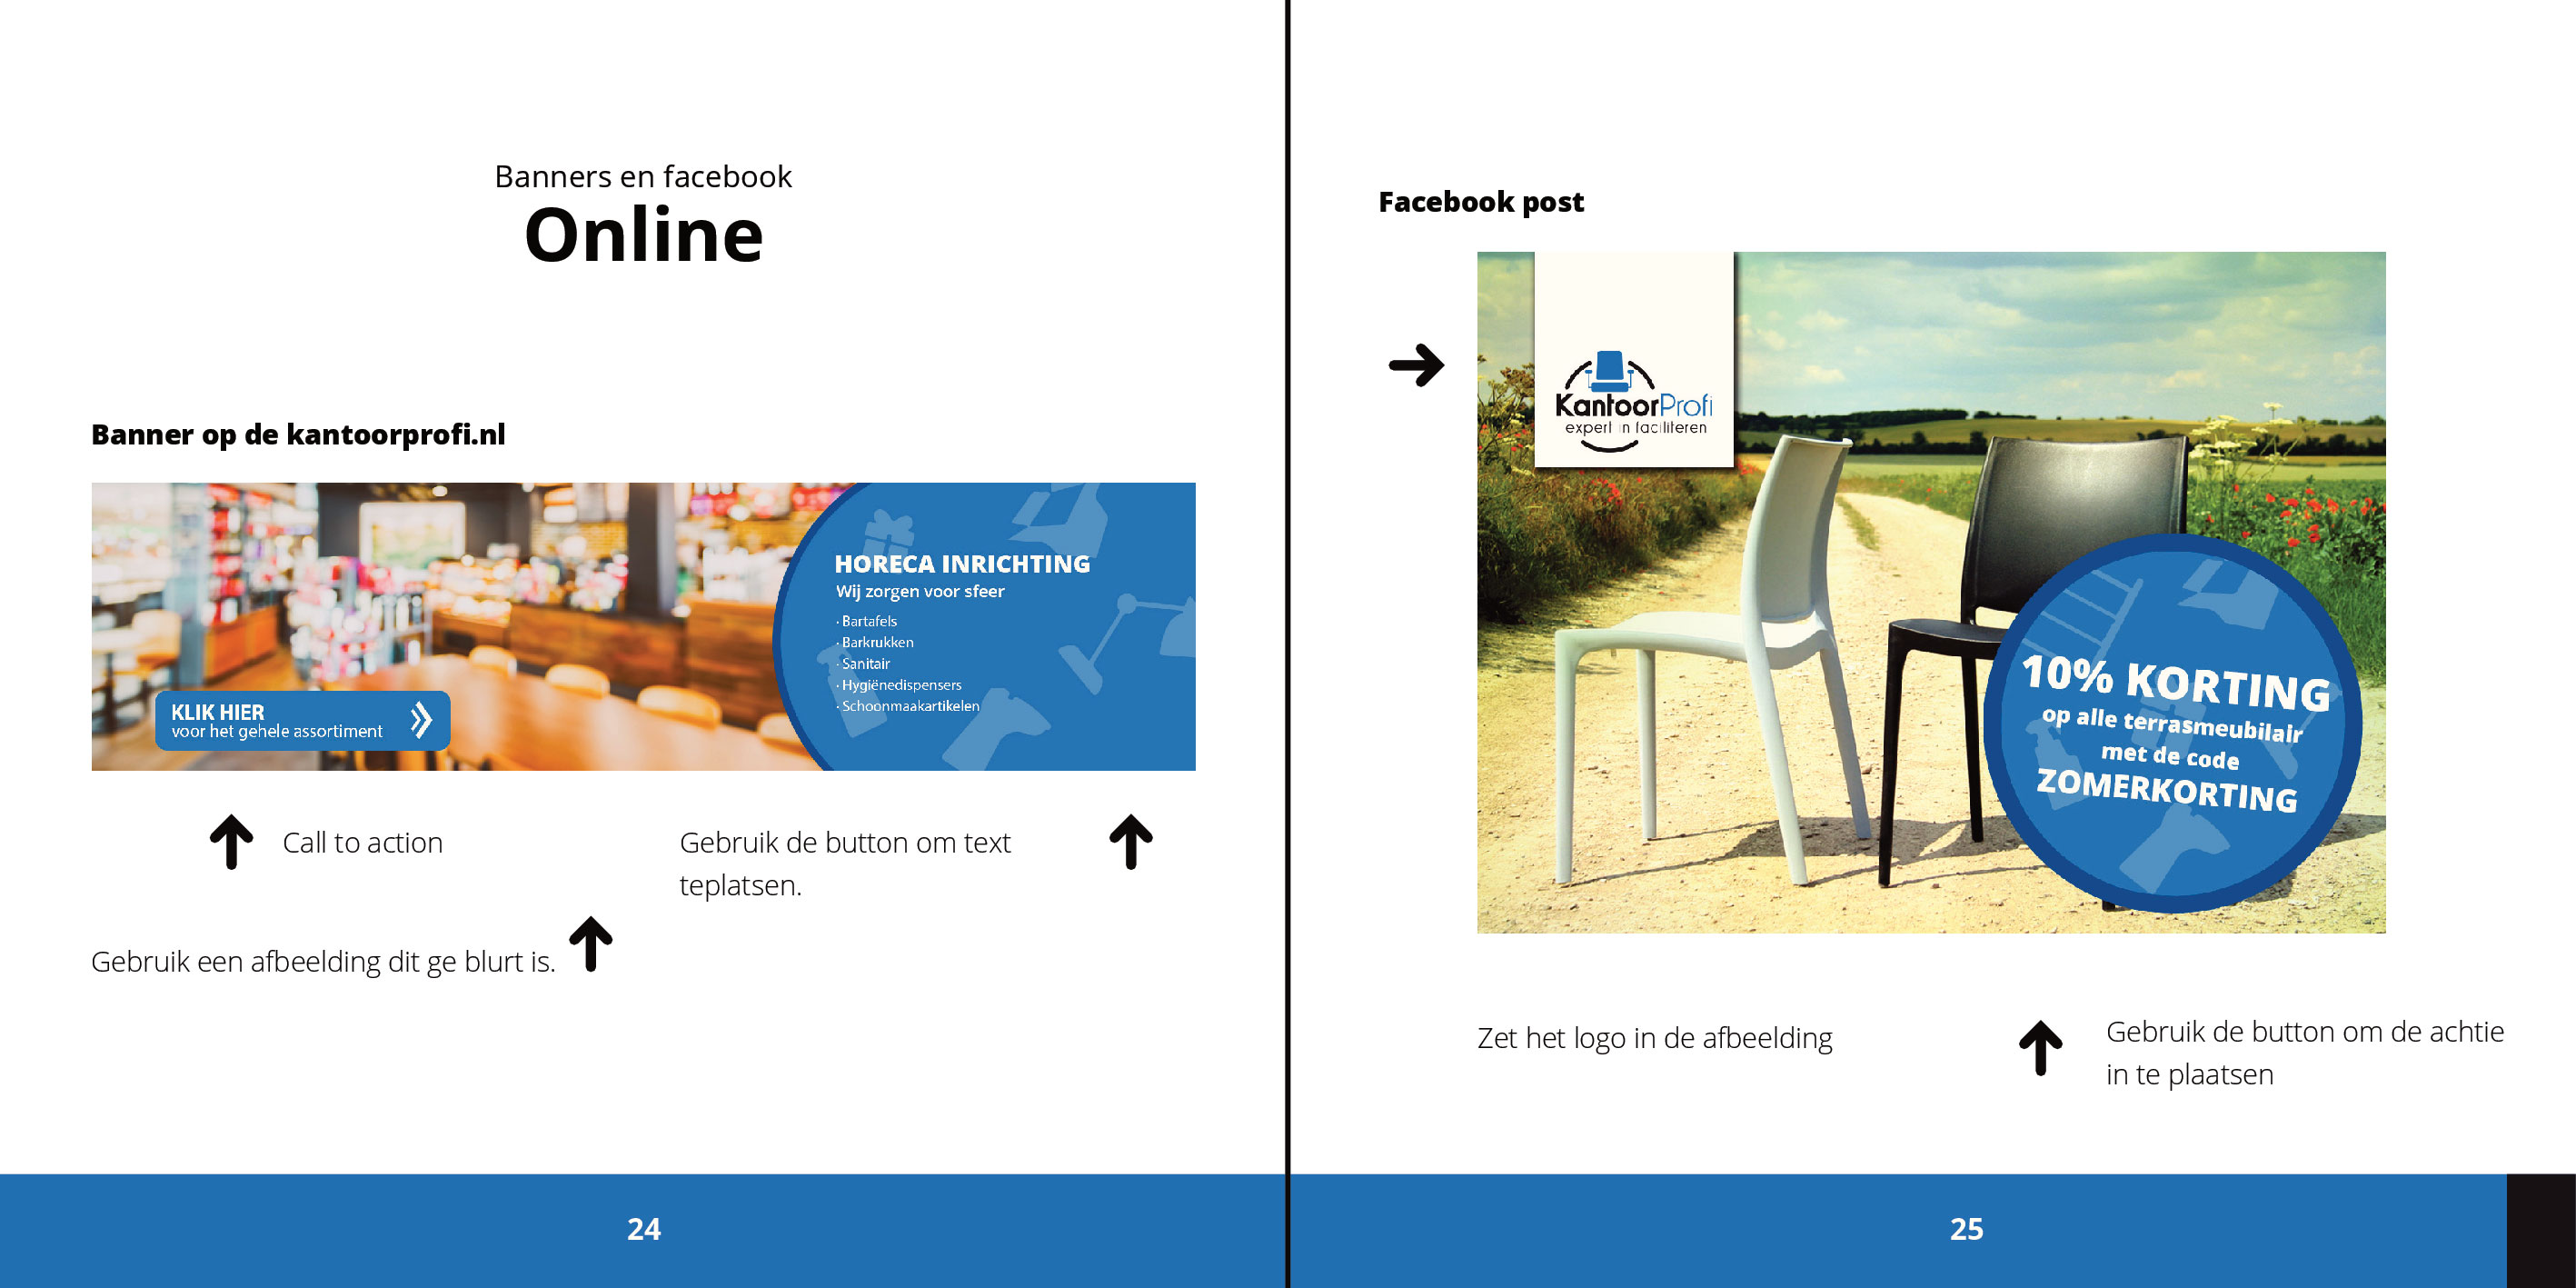 Banners en facebook
Online
Banner op de kantoorprofi.nl
HORECA INRICHTING
Wij zorgen voor sfeer
· Bartafels
· Barkrukken
· Sanitair
· Hygiënedispensers
· Schoonmaakartikelen
KLIK HIER
voor het gehele assortiment
Call to action
Gebruik de button om text
teplatsen.
Gebruik een afbeelding dit ge blurt is.
24
Facebook post
KantoorProfi
expert in faciliteren
10% KORTING
op alle terrasmeubilair
met de code
ZOMERKORTING
Zet het logo in de afbeelding
Gebruik de button om de achtie
in te plaatsen
25